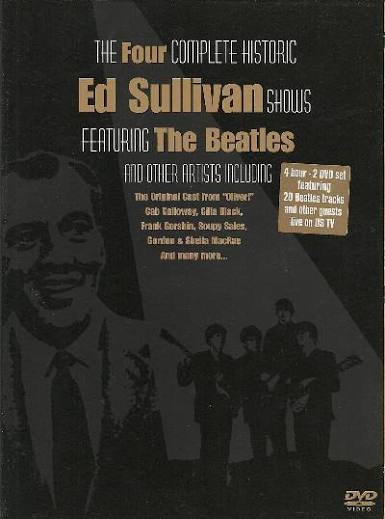 THE Four COMPLETE HISTORIC
Ed Sullivan SHOWS
FEATURING The Beatles
AND OTHER ARTISTS INCLUDING
The Original Cast from "Oliver!"
Cab Calloway, Cilla Black,
Frank Gorshin, Soupy Sales,
Gordon & Sheila MacRae
And many more...
4 hour - 2 DVD set
featuring
20 Beatles tracks
and other guests
live on US TV
DVD
VIDEO